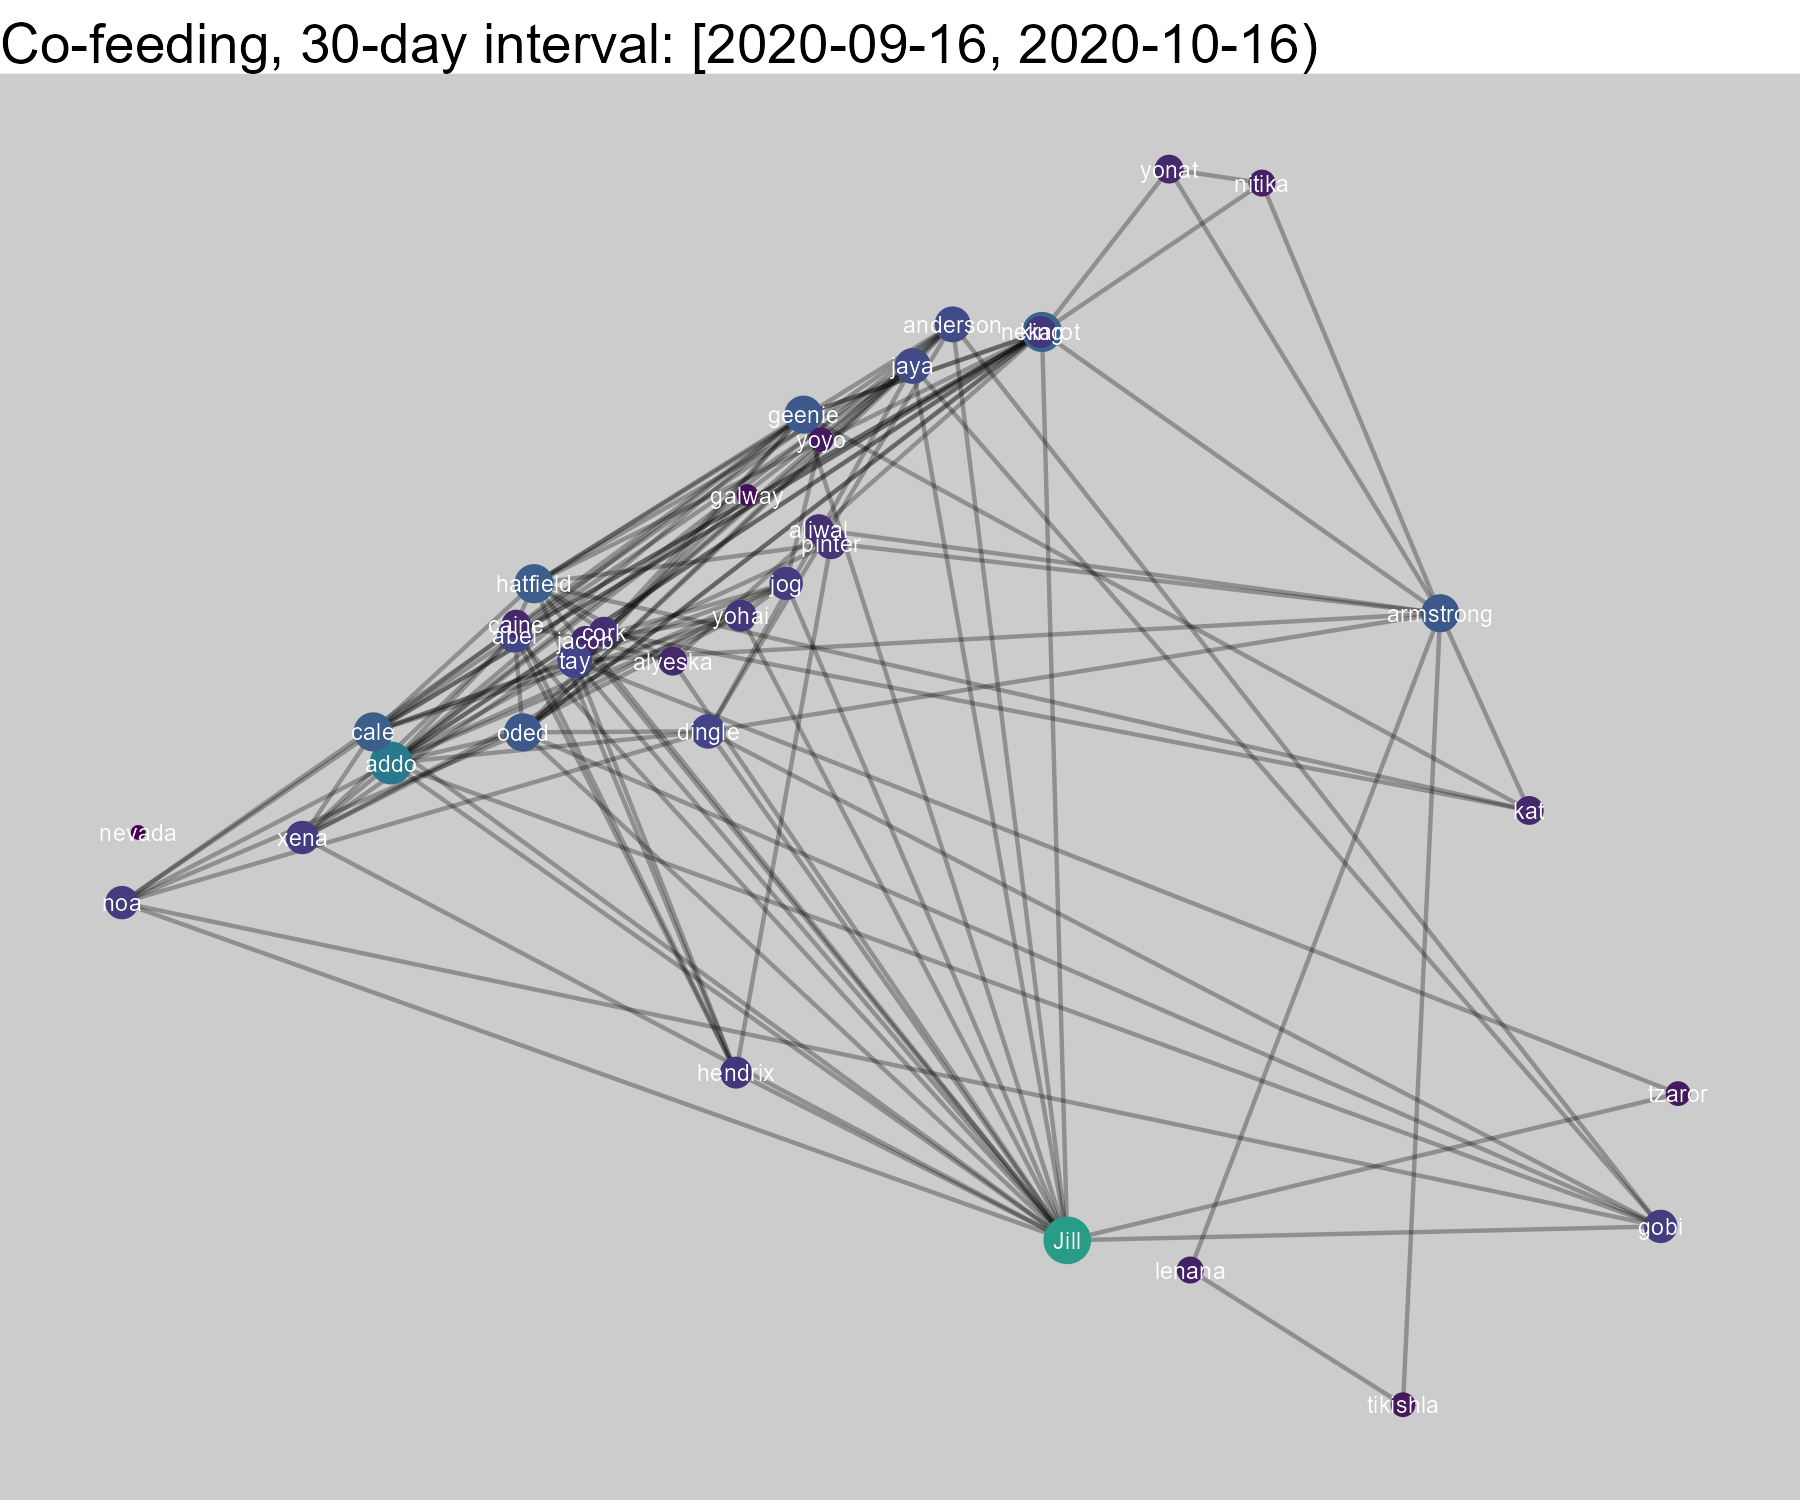 Co-feeding, 30-day interval: [2020-09-16, 2020-10-16)
yonat
nitika
anderson
jaya
geenie
yoyo
galway
aliwal
pinter
hatfield
jog
caine
abel
yohai
cork
jacob
tay
alyeska
armstrong
cale
oded
dingle
addo
kat
nevada
xena
noa
hendrix
tzaror
Jill
gobi
lenana
tikishla